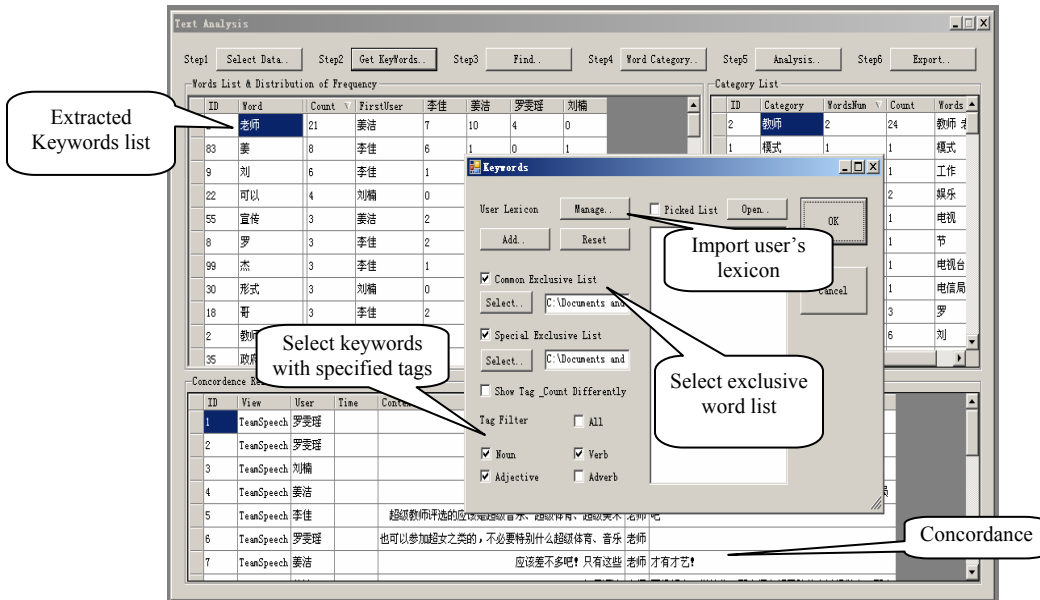 Text Analysis
Step1 Select Data.. Step2 Get KeyWords.. Step3 Find.. Step4 Word Category.. Step5 Analysis.. Step6 Export..
Words List & Distribution of Frequency
Category List
ID Word Count FirstUser 李佳 姜洁 罗雯瑶 刘楠
ID Category WordsNum Count Words
老师 21 姜洁 7 10 4 0
2 教师 2 24 教师 老
83 姜 8 李佳 6 1 0 1
1 模式 1 1 模式
9 刘 6 李佳 1
1 工作
22 可以 4 刘楠 0
2 娱乐
55 宣传 3 姜洁 2
1 电视
8 罗 3 李佳 2
1 节
99 杰 3 李佳 1
1 电视台
30 形式 3 刘楠 0
1 电信局
18 哥 3 李佳 2
3 罗
2 教师
6 刘
35 政府
Extracted
Keywords list
Keywords
User Lexicon Manage.. Picked List Open.. OK
Add.. Reset
Import user's
lexicon
Common Exclusive List
Select.. C:\Documents and
Cancel
Special Exclusive List
Select.. C:\Documents and
Show Tag _Count Differently
Tag Filter All
Noun Verb
Adjective Adverb
Select keywords
with specified tags
Select exclusive
word list
Concordence Re
ID View User Time Conten
1 TeamSpeech 罗雯瑶
2 TeamSpeech 罗雯瑶
3 TeamSpeech 刘楠
4 TeamSpeech 姜洁
5 TeamSpeech 李佳 超级教师评选的应该是超级音乐、超级体育、超级美术 老师 吧
6 TeamSpeech 罗雯瑶 也可以参加超女之类的，不必要特别什么超级体育、音乐 老师
7 TeamSpeech 姜洁 应该差不多吧！只有这些 老师 才有才艺！
Concordance